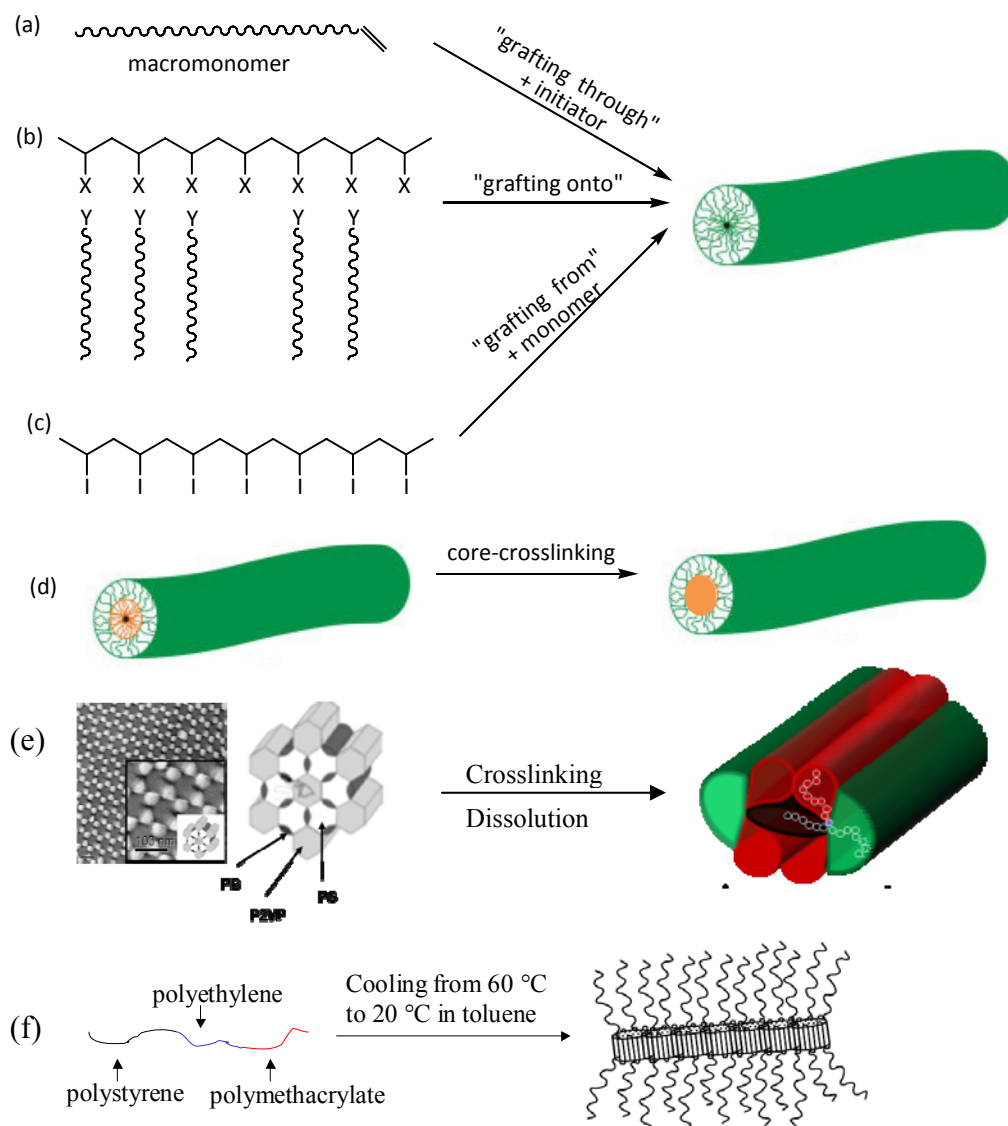 (a)
macromonomer
"grafting through"
+ initiator
(b)
X X X X X X X
Y Y Y Y Y
"grafting onto"
"grafting from"
+ monomer
(c)
I I I I I I I
(d)
core-crosslinking
(e)
100 nm
PB
P2VP
PS
Crosslinking
Dissolution
(f)
polyethylene
polystyrene
polymethacrylate
Cooling from 60 °C
to 20 °C in toluene